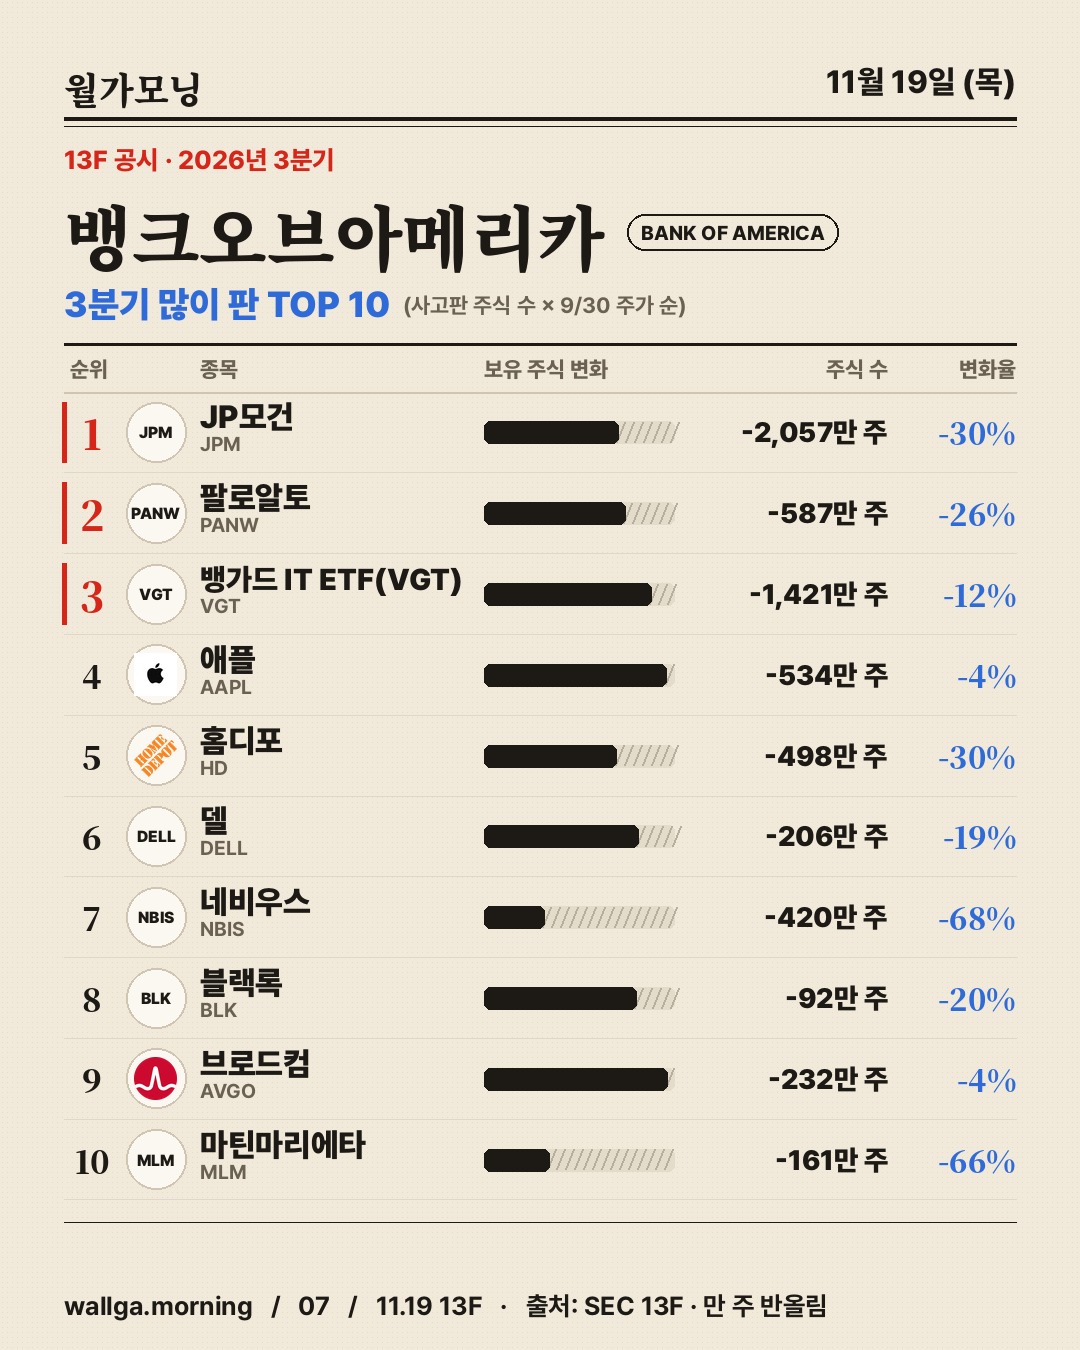 월가모닝
11월 19일 (목)
13F 공시 · 2026년 3분기
뱅크오브아메리카 BANK OF AMERICA
3분기 많이 판 TOP 10 (사고판 주식 수 × 9/30 주가 순)
순위 종목 보유 주식 변화 주식 수 변화율
1 JPM JP모건 -2,057만 주 -30%
JPM
2 PANW 팔로알토 -587만 주 -26%
PANW
3 VGT 뱅가드 IT ETF(VGT) -1,421만 주 -12%
VGT
4 애플 -534만 주 -4%
AAPL
5 THE HOME DEPOT 홈디포 -498만 주 -30%
HD
6 DELL 델 -206만 주 -19%
DELL
7 NBIS 네비우스 -420만 주 -68%
NBIS
8 BLK 블랙록 -92만 주 -20%
BLK
9 브로드컴 -232만 주 -4%
AVGO
10 MLM 마틴마리에타 -161만 주 -66%
MLM
wallga.morning / 07 / 11.19 13F · 출처: SEC 13F · 만 주 반올림